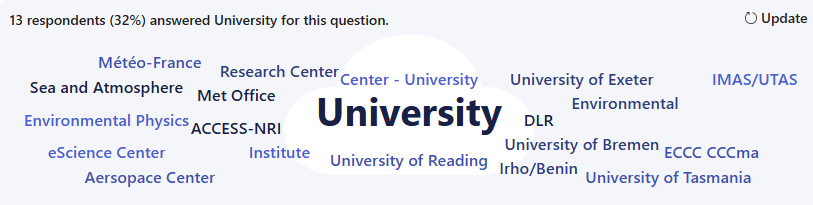 13 respondents (32%) answered University for this question.
Update
Météo-France
Research Center
Center - University
University of Exeter
IMAS/UTAS
Sea and Atmosphere
Met Office
University
Environmental
Environmental Physics
ACCESS-NRI
DLR
eScience Center
Institute
University of Reading
University of Bremen
ECCC CCCma
Irho/Benin
Aerospace Center
University of Tasmania